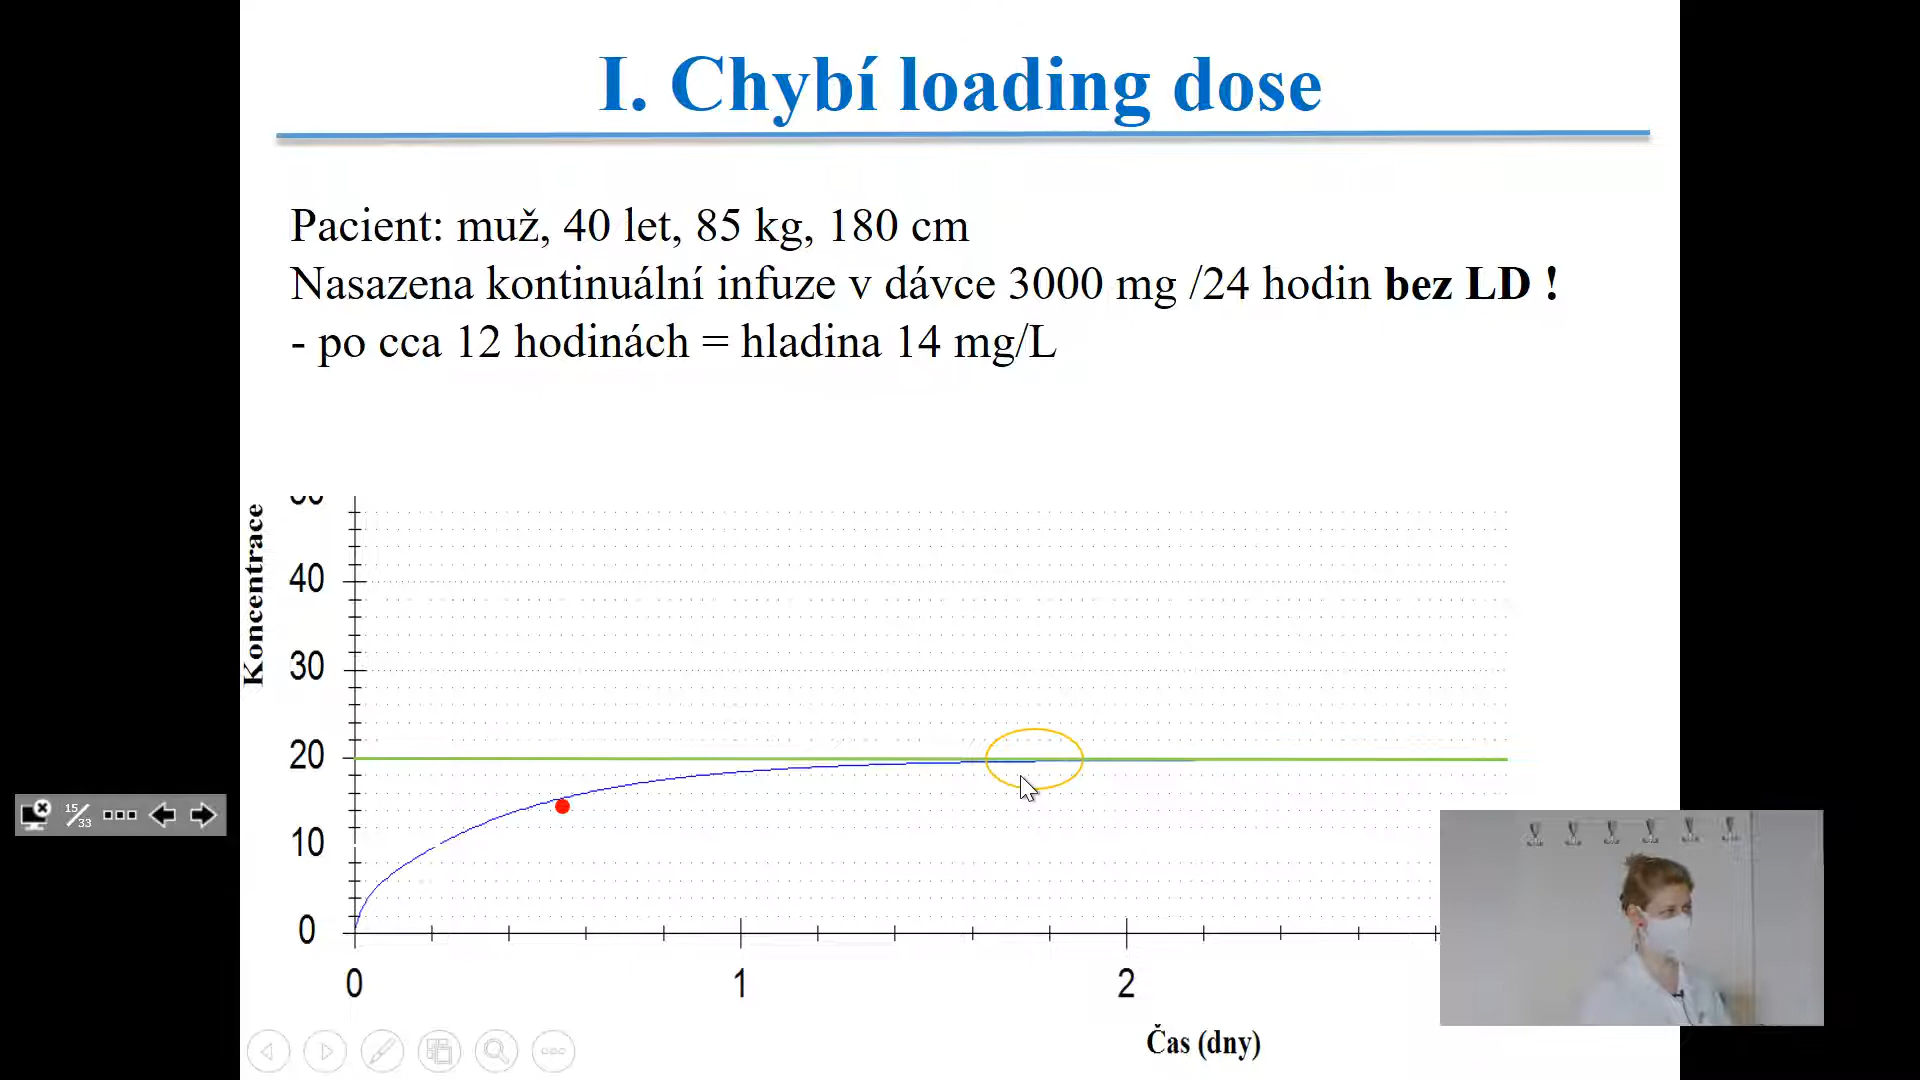 I. Chybí loading dose
Pacient: muž, 40 let, 85 kg, 180 cm
Nasazena kontinuální infuze v dávce 3000 mg /24 hodin bez LD !
- po cca 12 hodinách = hladina 14 mg/L
Koncentrace
40
30
20
10
0
0 1 2
Čas (dny)
15/33